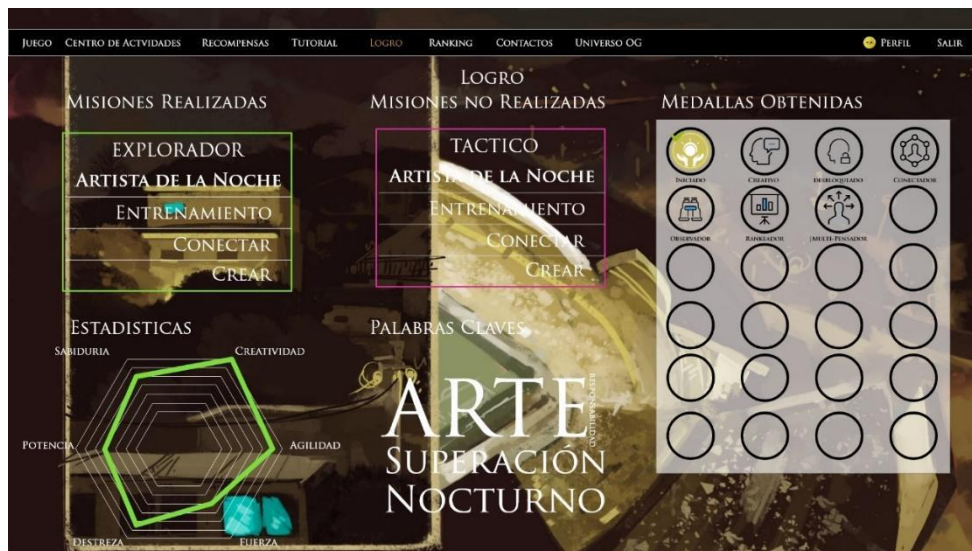 JUEGO CENTRO DE ACTVIDADES RECOMPENSAS TUTORIAL LOGRO RANKING CONTACTOS UNIVERSO OG PERFIL SALIR
LOGRO
MISIONES REALIZADAS
EXPLORADOR
ARTISTA DE LA NOCHE
ENTRENAMIENTO
CONECTAR
CREAR
MISIONES NO REALIZADAS
TACTICO
ARTISTA DE LA NOCHE
ENTRENAMIENTO
CONECTAR
CREAR
MEDALLAS OBTENIDAS
INICIADO CREATIVO DESBLOQUEADO CONECTADOR
OBSERVADOR RANKEADOR ¡MULTI-PENSADOR
ESTADISTICAS
SABIDURIA CREATIVIDAD
POTENCIA AGILIDAD
DESTREZA FUERZA
PALABRAS CLAVES
ARTE
RESPONSABILIDAD
SUPERACIÓN
NOCTURNO